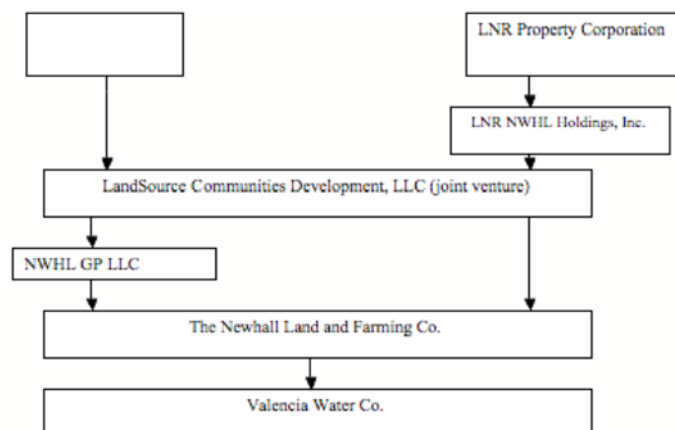 LNR Property Corporation
LNR NWHL Holdings, Inc.
LandSource Communities Development, LLC (joint venture)
NWHL GP LLC
The Newhall Land and Farming Co.
Valencia Water Co.